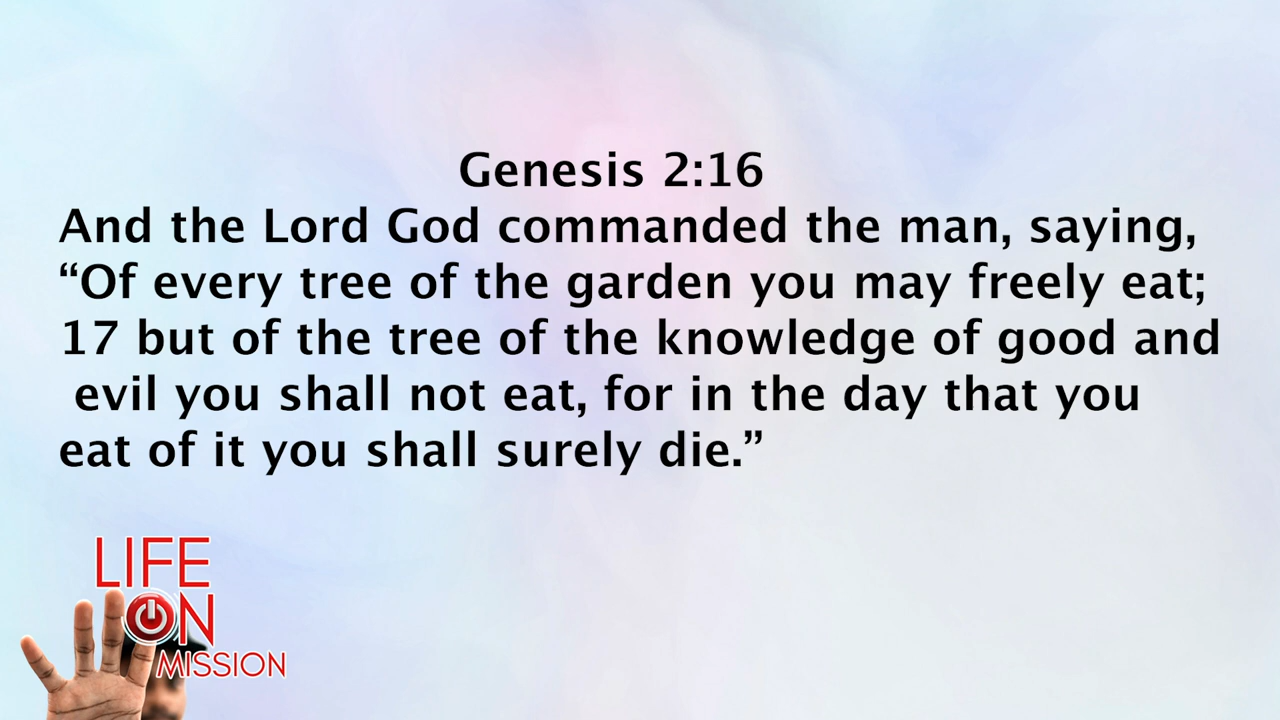 Genesis 2:16
And the Lord God commanded the man, saying,
“Of every tree of the garden you may freely eat;
17 but of the tree of the knowledge of good and
evil you shall not eat, for in the day that you
eat of it you shall surely die.”
LIFE
ON
MISSION